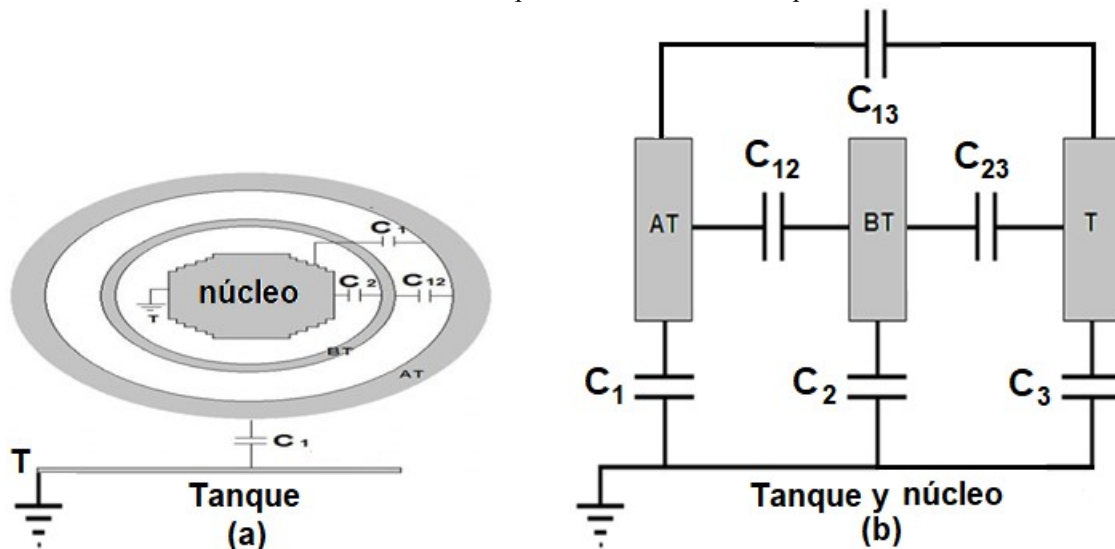 C₁
núcleo
C₂
C₁₂
T
BT
AT
C₁
T
Tanque
(a)
C₁₃
C₁₂
C₂₃
AT
BT
T
C₁
C₂
C₃
Tanque y núcleo
(b)